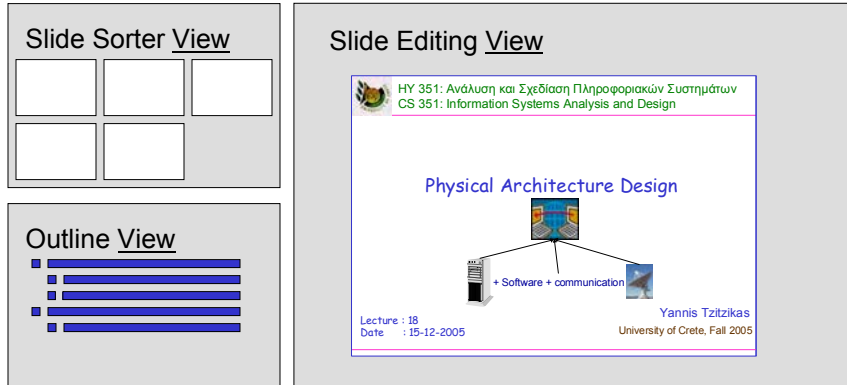 Slide Sorter View
Outline View
Slide Editing View
HY 351: Ανάλυση και Σχεδίαση Πληροφοριακών Συστημάτων
CS 351: Information Systems Analysis and Design
Physical Architecture Design
+ Software + communication
Lecture : 18
Date : 15-12-2005
Yannis Tzitzikas
University of Crete, Fall 2005